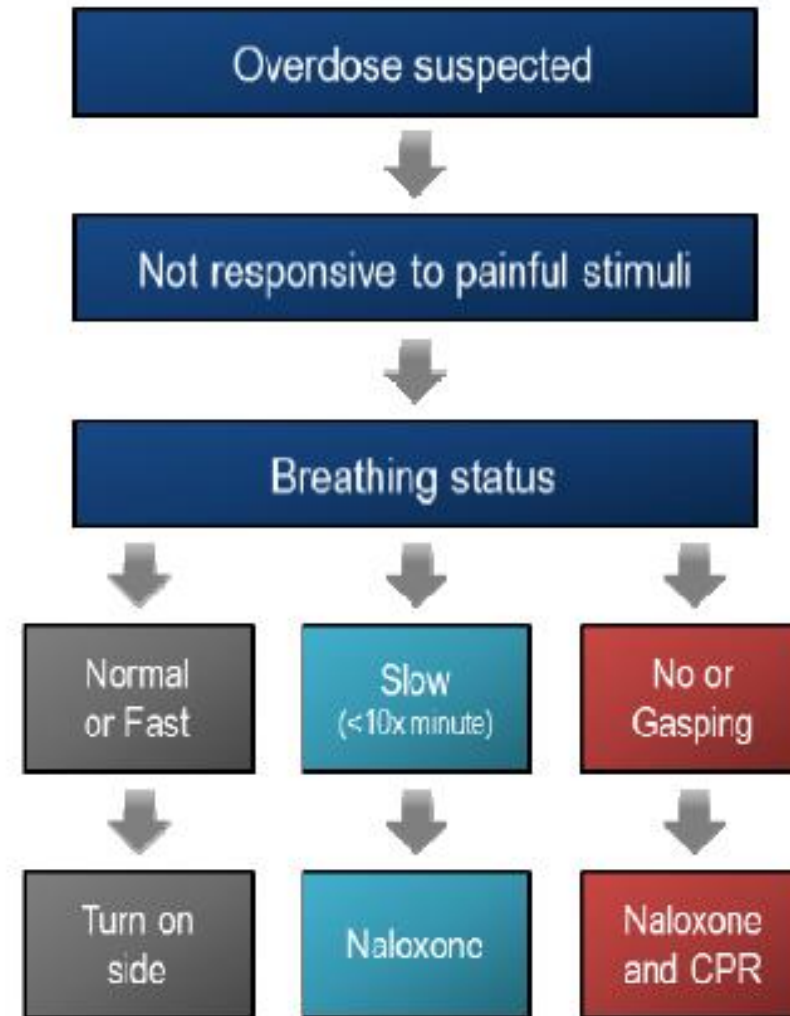 Overdose suspected
Not responsive to painful stimuli
Breathing status
Normal
or Fast
Slow
(<10x minute)
No or
Gasping
Turn on
side
Naloxone
Naloxone
and CPR